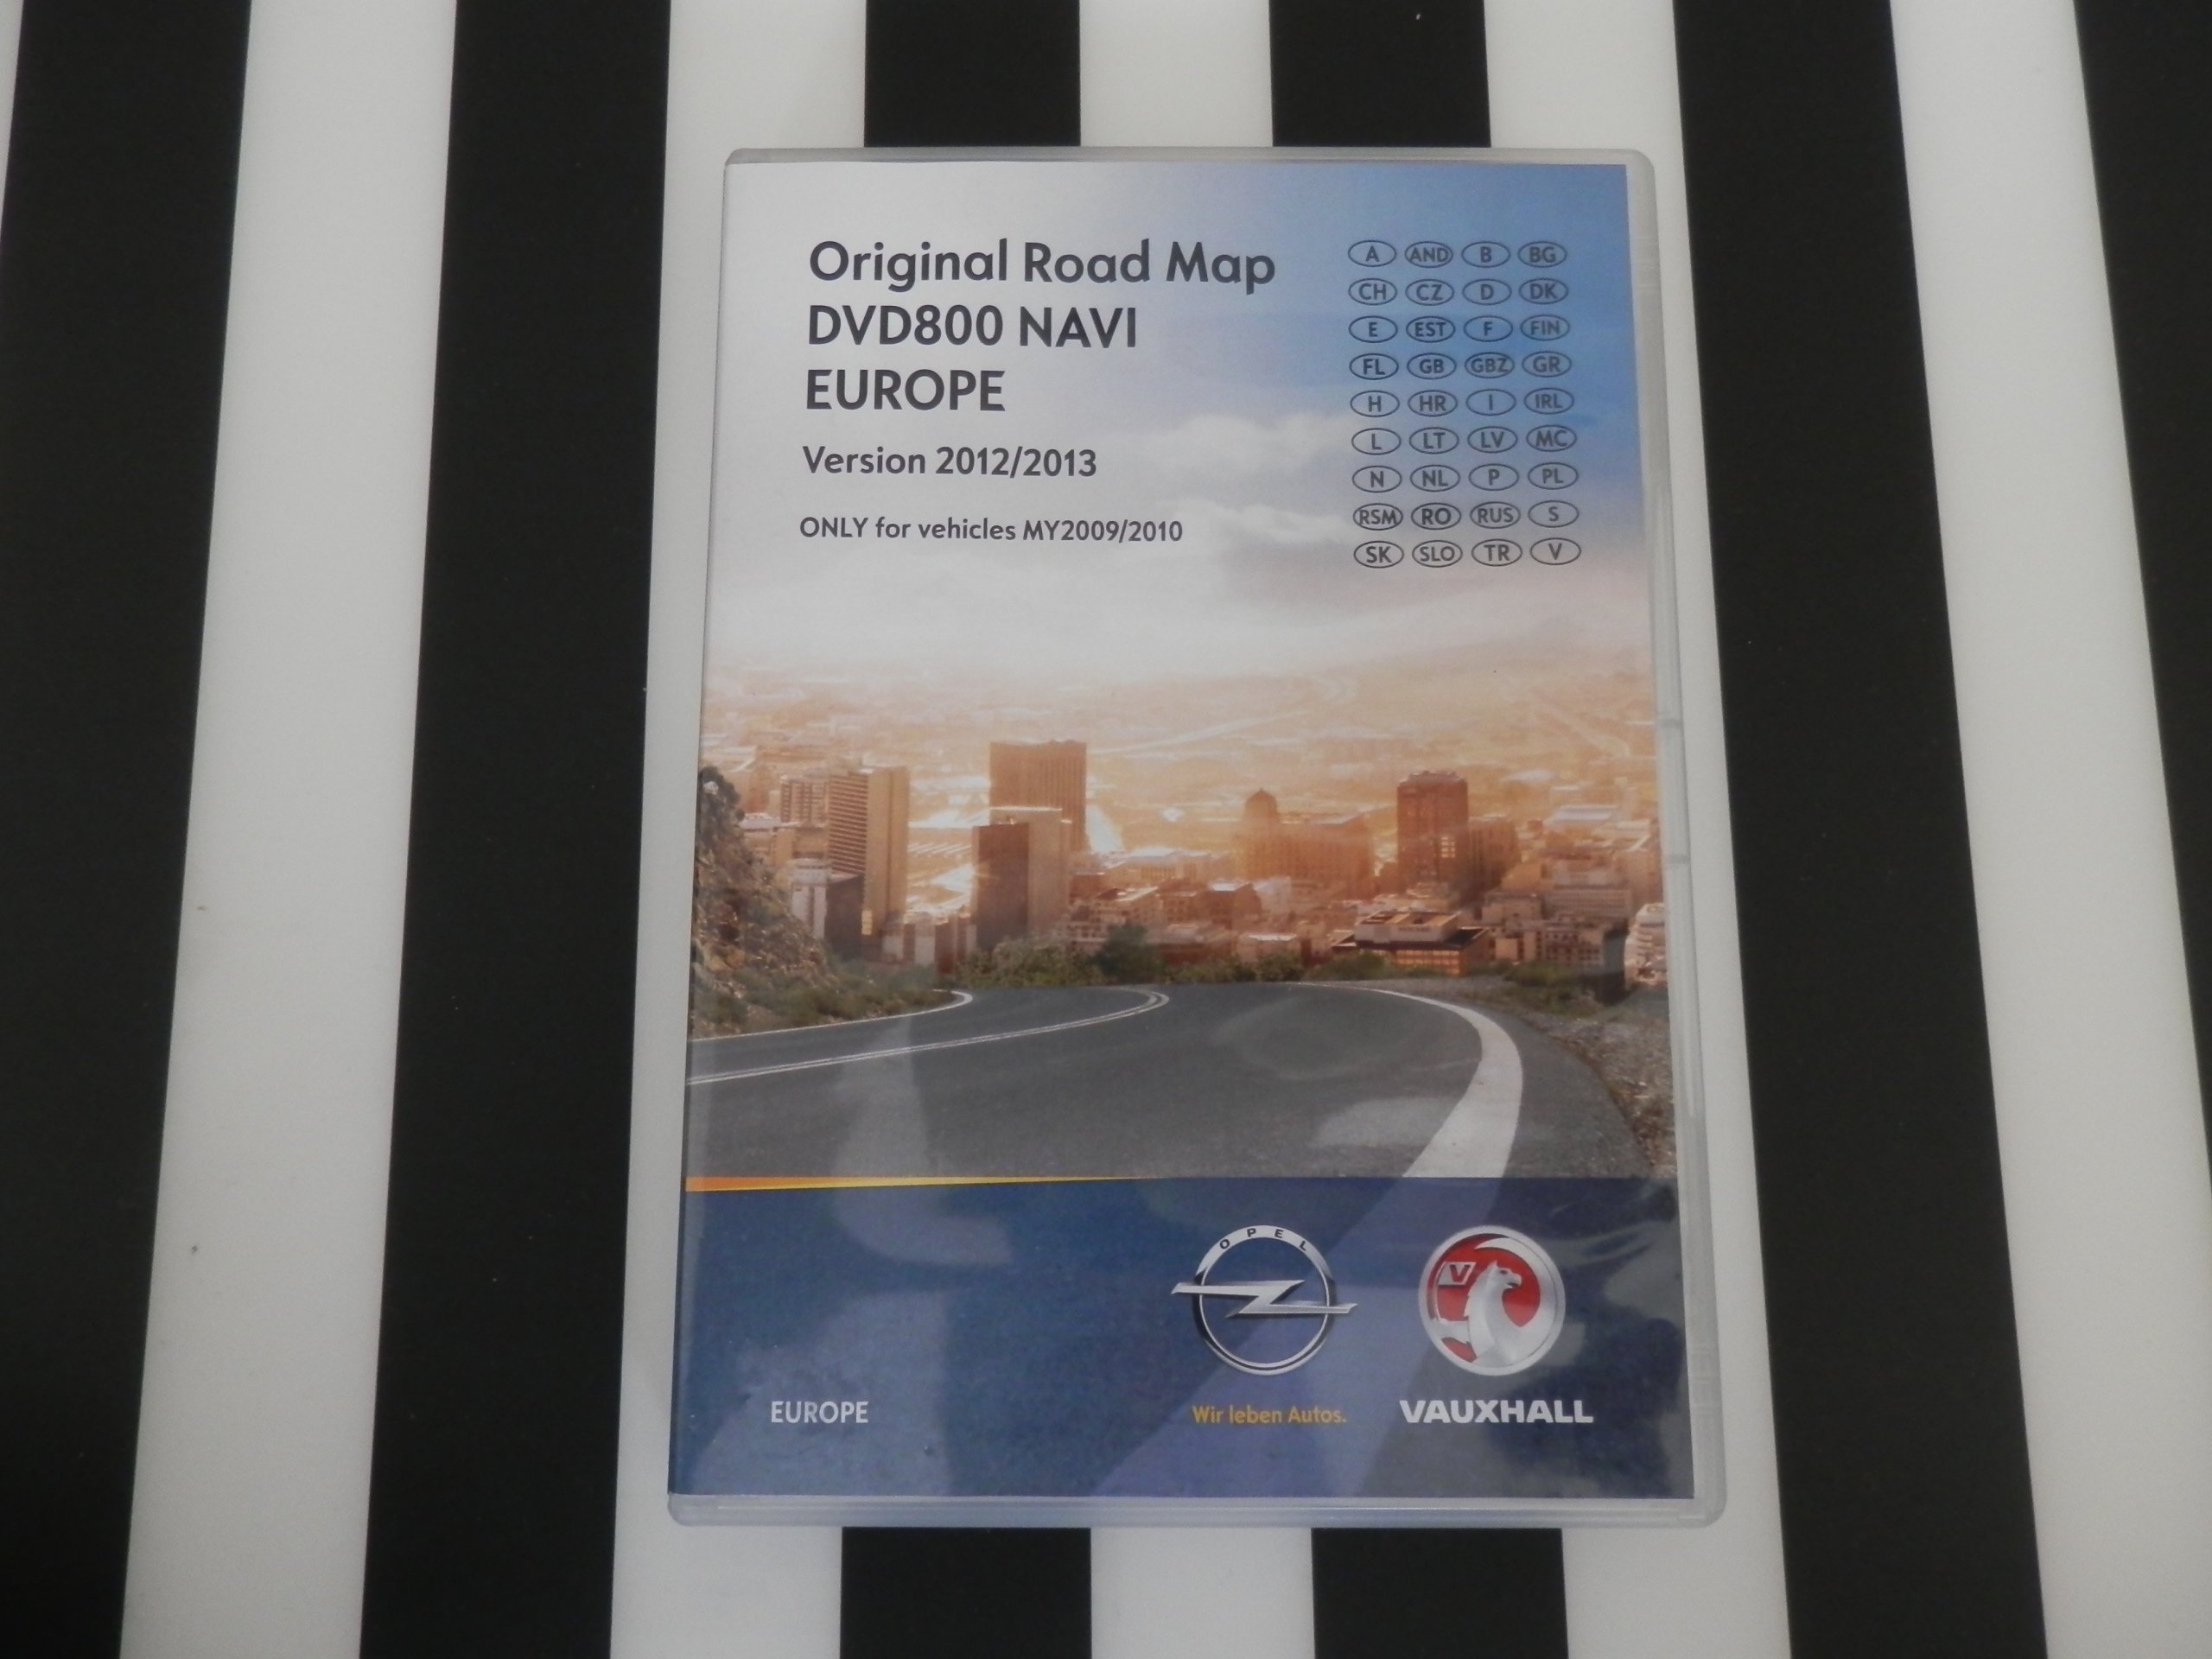 Original Road Map
DVD800 NAVI
EUROPE
Version 2012/2013
ONLY for vehicles MY2009/2010
A AND B BG
CH CZ D DK
E EST F FIN
FL GB GBZ GR
H HR I IRL
L LT LV MC
N NL P PL
RSM RO RUS S
SK SLO TR V
OPEL
V
EUROPE
Wir leben Autos.
VAUXHALL